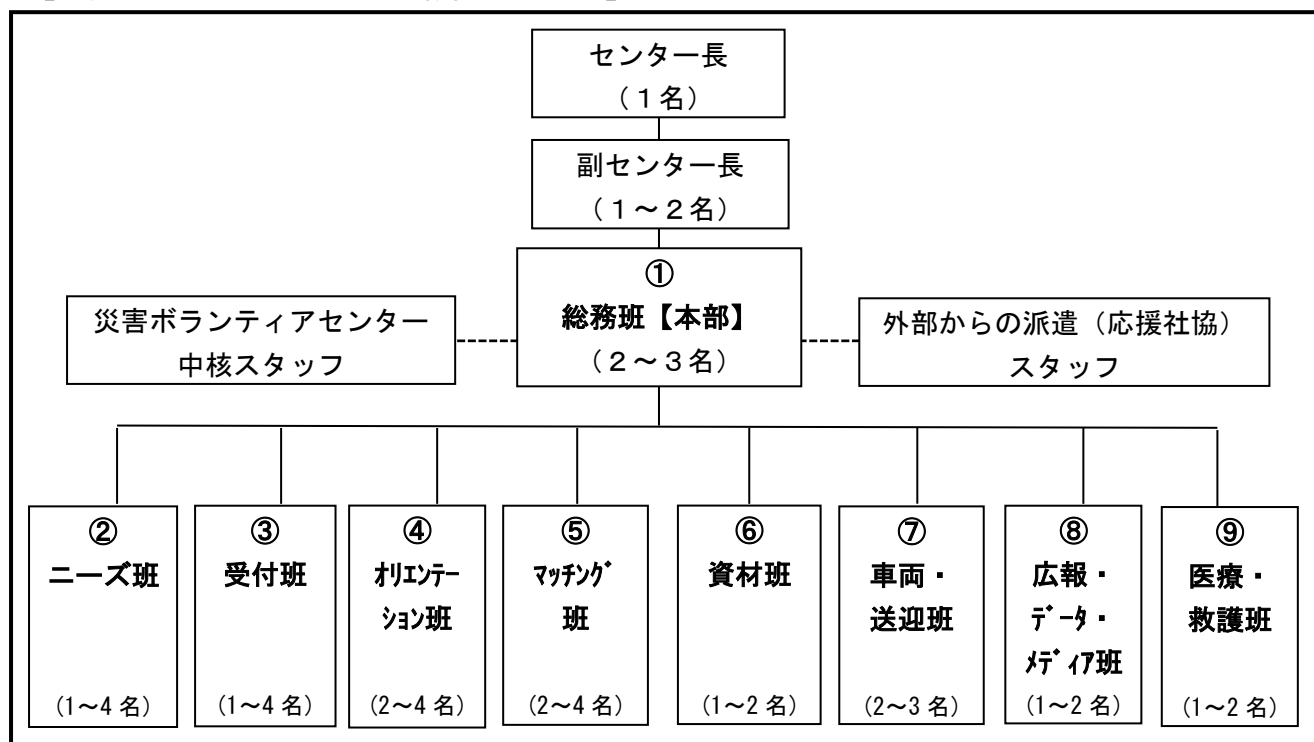 センター長
（１名）
副センター長
（１～２名）
①
総務班【本部】
（２～３名）
災害ボランティアセンター
中核スタッフ
外部からの派遣（応援社協）
スタッフ
②
ニーズ班
(1～4 名)
③
受付班
(1～4 名)
④
ｵﾘｴﾝﾃｰ
ｼｮﾝ班
(2～4 名)
⑤
ﾏｯﾁﾝｸﾞ
班
(2～4 名)
⑥
資材班
(1～2 名)
⑦
車両・
送迎班
(2～3 名)
⑧
広報・
ﾃﾞｰﾀ・
ﾒﾃﾞｨｱ班
(1～2 名)
⑨
医療・
救護班
(1～2 名)